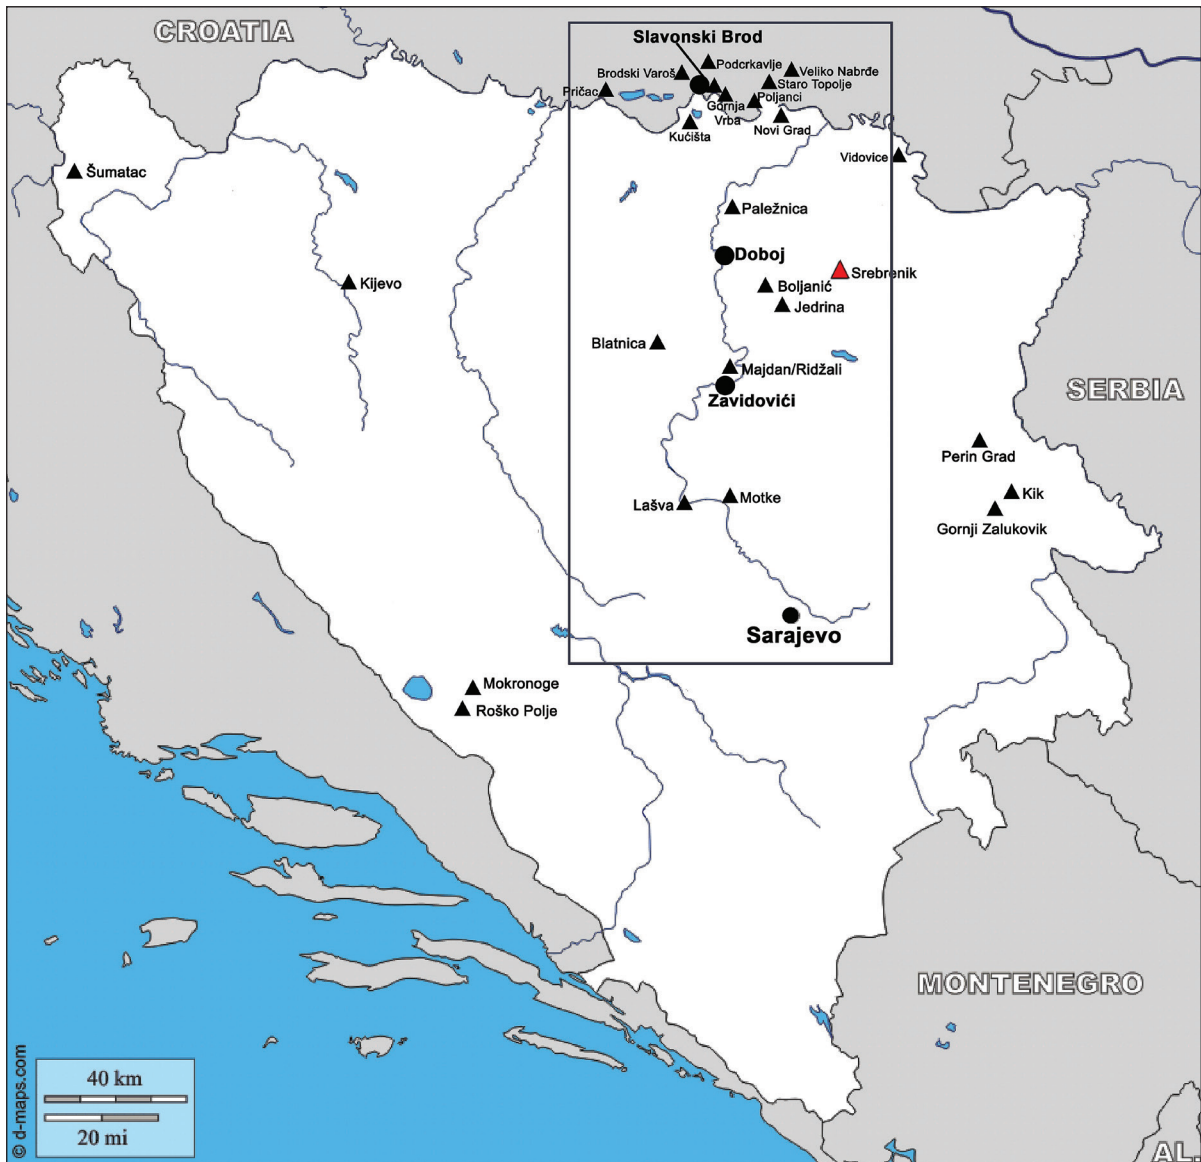 CROATIA
Slavonski Brod
Podcrkavlje
Brodski Varoš
Veliko Nabrđe
Staro Topolje
Pričac
Poljanci
Gornja
Vrba
Novi Grad
Kućišta
Vidovice
Šumatac
Paležnica
Doboj
Srebrenik
Kijevo
Boljanić
Jedrina
Blatnica
Majdan/Ridžali
SERBIA
Zavidovići
Perin Grad
Kik
Motke
Lašva
Gornji Zalukovik
Sarajevo
Mokronoge
Roško Polje
MONTENEGRO
40 km
20 mi
© d-maps.com
AL.